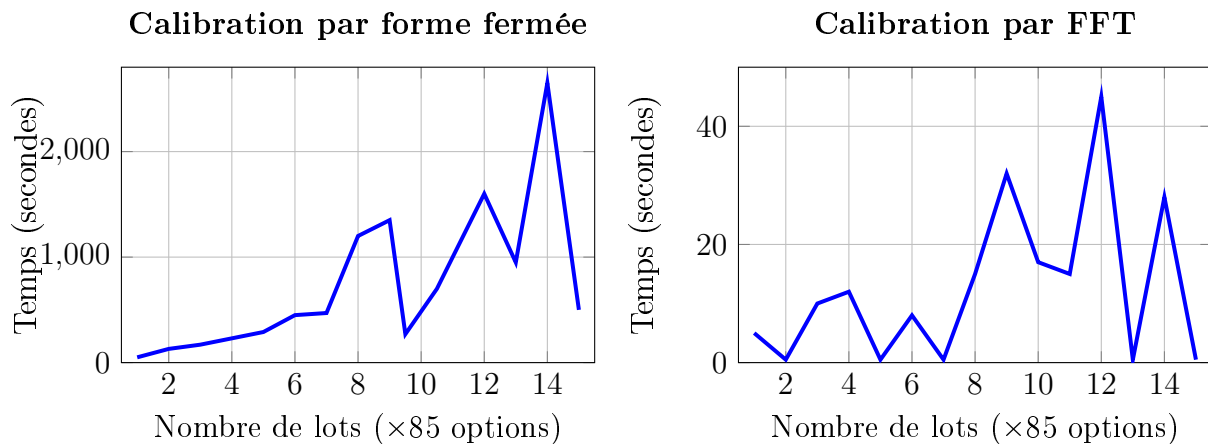 Calibration par forme fermée
Temps (secondes)
2,000
1,000
0
2 4 6 8 10 12 14
Nombre de lots (×85 options)
Calibration par FFT
Temps (secondes)
40
20
0
2 4 6 8 10 12 14
Nombre de lots (×85 options)